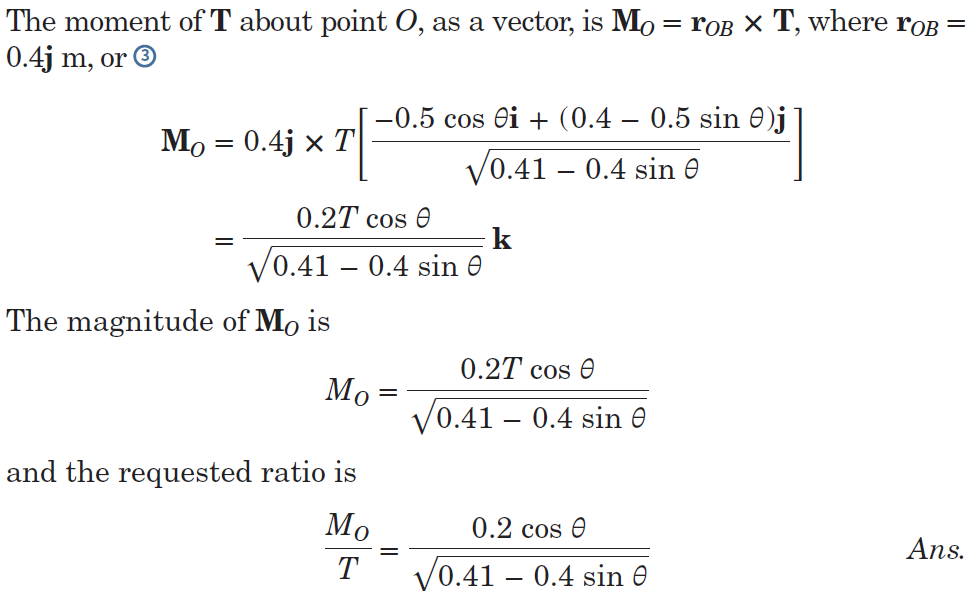 The moment of T about point O, as a vector, is M_O = r_OB × T, where r_OB =
0.4j m, or ③
M_O = 0.4j × T[(−0.5 cos θi + (0.4 − 0.5 sin θ)j) / √(0.41 − 0.4 sin θ)]
= (0.2T cos θ) / √(0.41 − 0.4 sin θ) k
The magnitude of M_O is
M_O = (0.2T cos θ) / √(0.41 − 0.4 sin θ)
and the requested ratio is
M_O / T = (0.2 cos θ) / √(0.41 − 0.4 sin θ) Ans.